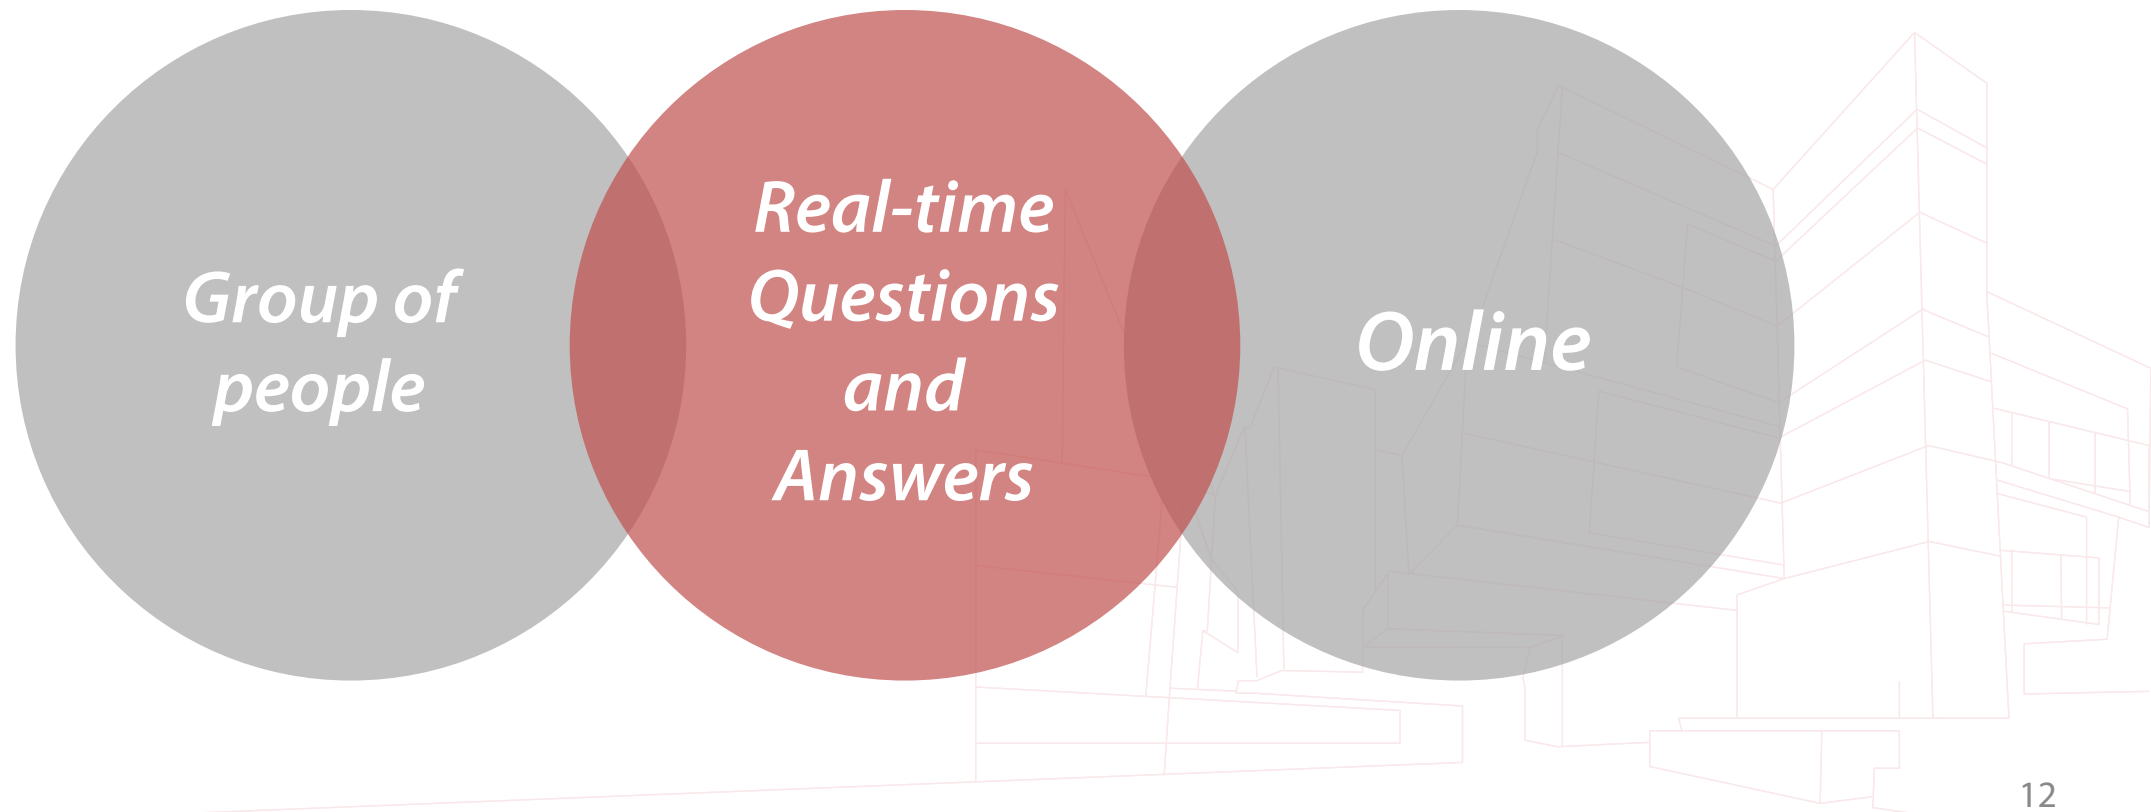 Group of
people
Real-time
Questions
and
Answers
Online
12